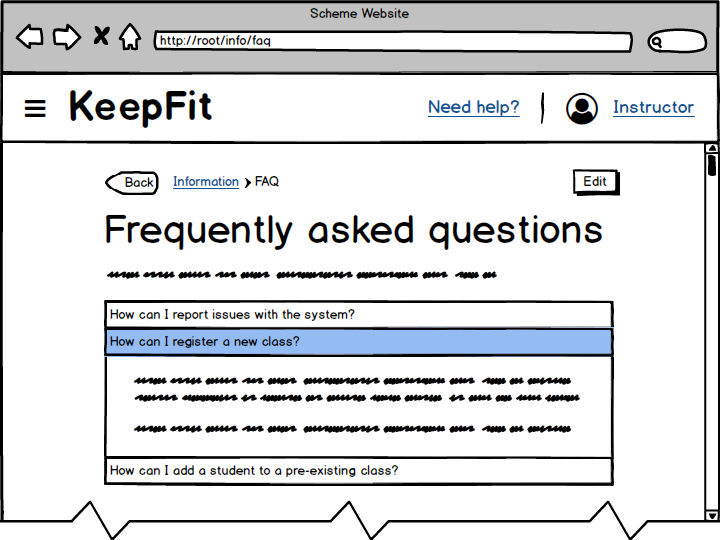 Scheme Website
http://root/info/faq
KeepFit
Need help?
Instructor
Back
Information
FAQ
Edit
Frequently asked questions
How can I report issues with the system?
How can I register a new class?
How can I add a student to a pre-existing class?